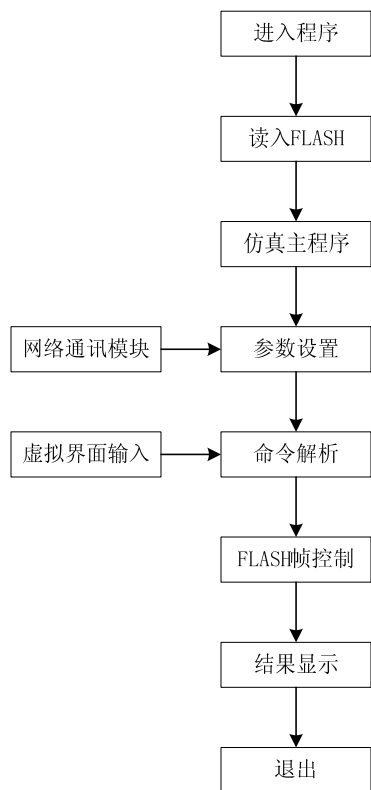 进入程序
读入FLASH
仿真主程序
网络通讯模块
参数设置
虚拟界面输入
命令解析
FLASH帧控制
结果显示
退出